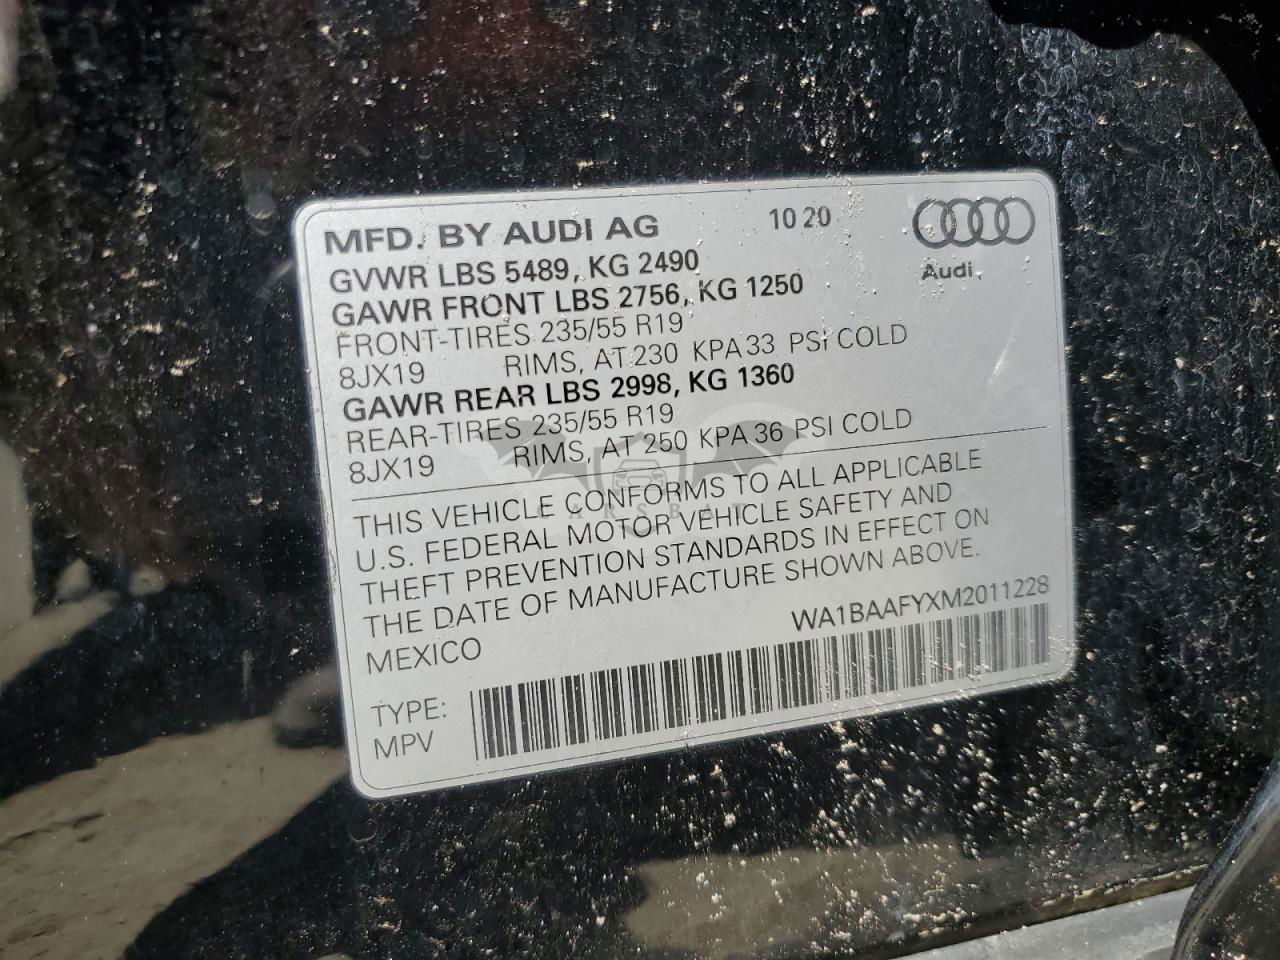 MFD. BY AUDI AG 10 20
Audi
GVWR LBS 5489, KG 2490
GAWR FRONT LBS 2756, KG 1250
FRONT-TIRES 235/55 R19
8JX19 RIMS, AT 230 KPA 33 PSI COLD
GAWR REAR LBS 2998, KG 1360
REAR-TIRES 235/55 R19
8JX19 RIMS, AT 250 KPA 36 PSI COLD
CARSBAT
THIS VEHICLE CONFORMS TO ALL APPLICABLE
U.S. FEDERAL MOTOR VEHICLE SAFETY AND
THEFT PREVENTION STANDARDS IN EFFECT ON
THE DATE OF MANUFACTURE SHOWN ABOVE.
MEXICO WA1BAAFYXM2011228
TYPE:
MPV